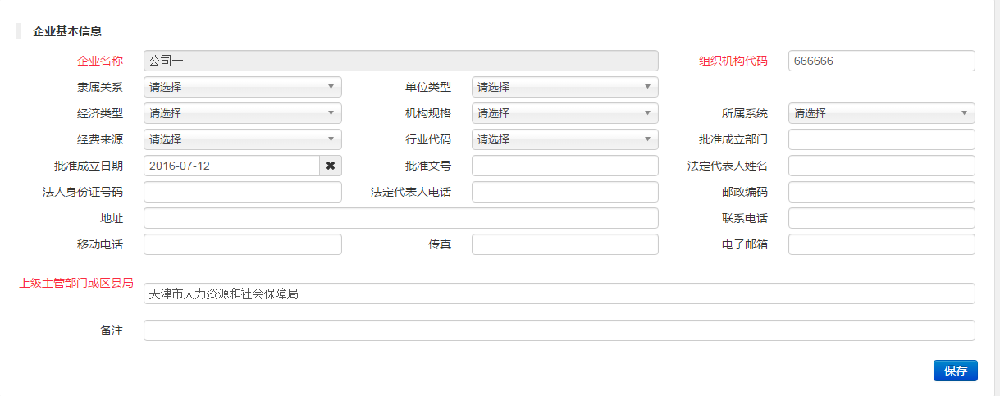 企业基本信息
企业名称 公司一 组织机构代码 666666
隶属关系 请选择 单位类型 请选择
经济类型 请选择 机构规格 请选择 所属系统 请选择
经费来源 请选择 行业代码 请选择 批准成立部门
批准成立日期 2016-07-12 批准文号 法定代表人姓名
法人身份证号码 法定代表人电话 邮政编码
地址 联系电话
移动电话 传真 电子邮箱
上级主管部门或区县局 天津市人力资源和社会保障局
备注
保存